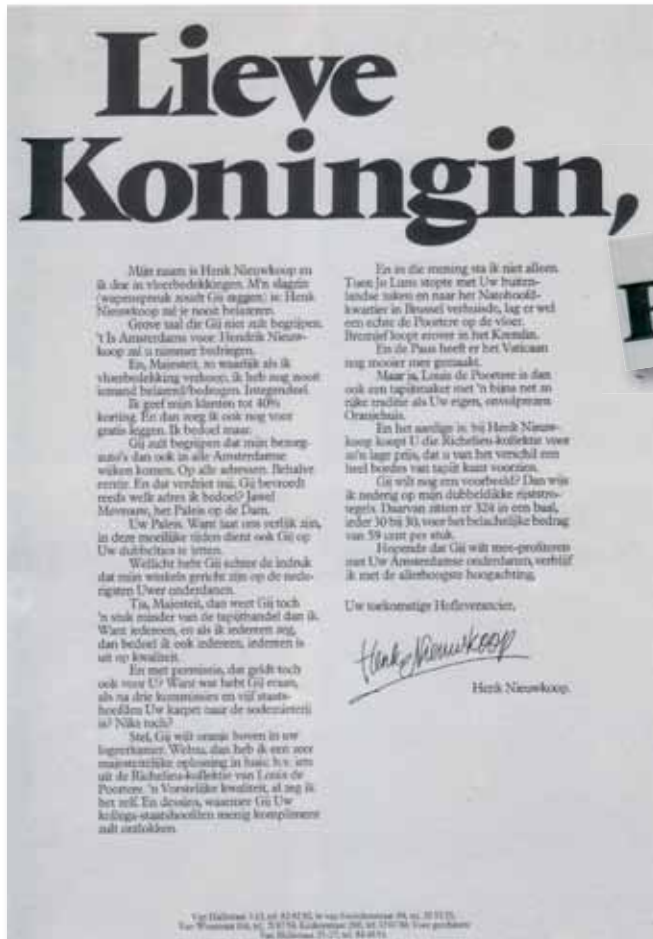 Lieve
Koningin,
Mijn naam is Henk Nieuwkoop en
ik doe in vloerbedekkingen. M'n slagzin
(wapenspreuk zoudt Gij zeggen) is: Henk
Nieuwkoop zal je nooit belazeren.
Grove taal die Gij niet zult begrijpen.
't Is Amsterdams voor: Hendrik Nieuw-
koop zal u nimmer bedriegen.
En, Majesteit, zo waarlijk als ik
vloerbedekking verkoop, ik heb nog nooit
iemand belazerd/bedrogen. Integendeel.
Ik geef mijn klanten tot 40%
korting. En dan zorg ik ook nog voor
gratis leggen. Ik bedoel maar.
Gij zult begrijpen dat mijn bezorg-
auto's dan ook in alle Amsterdamse
wijken komen. Op alle adressen. Behalve
eentje. En dat verdriet mij. Gij bevroedt
reeds welk adres ik bedoel? Jawel
Mevrouw, het Paleis op de Dam.
Uw Paleis. Want laat ons eerlijk zijn,
in deze moeilijke tijden dient ook Gij op
Uw dubbeltjes te letten.
Wellicht hebt Gij echter de indruk
dat mijn winkels gericht zijn op de nede-
rigsten Uwer onderdanen.
Tja, Majesteit, dan weet Gij toch
'n stuk minder van de tapijthandel dan ik.
Want iedereen, en als ik iedereen zeg,
dan bedoel ik ook iedereen, iedereen is
uit op kwaliteit.
En met permissie, dat geldt toch
ook voor U? Want wat hebt Gij eraan,
als na drie kommissies en vijf staats-
hoofden Uw karpet naar de sodemieterij
is? Niks toch?
Stel, Gij wilt oranje boven in uw
logeerkamer. Welnu, dan heb ik een zeer
majesteitelijke oplossing in huis: b.v. iets
uit de Richelieu-kollektie van Louis de
Poortere. 'n Vorstelijke kwaliteit, al zeg ik
het zelf. En dessins, waarmee Gij Uw
kollega-staatshoofden menig kompliment
zult ontlokken.
En in die mening sta ik niet alleen.
Toen Jo Luns stopte met Uw buiten-
landse zaken en naar het Natohoofd-
kwartier in Brussel verhuisde, lag er wel
een echte de Poortere op de vloer.
Bresnjef loopt erover in het Kremlin.
En de Paus heeft er het Vaticaan
nog mooier mee gemaakt.
Maar ja, Louis de Poortere is dan
ook een tapijtmaker met 'n bijna net zo
rijke traditie als Uw eigen, onvolprezen
Oranjehuis.
En het aardige is: bij Henk Nieuw-
koop koopt U die Richelieu-kollektie voor
zo'n lage prijs, dat u van het verschil een
heel bordes van tapijt kunt voorzien.
Gij wilt nog een voorbeeld? Dan wijs
ik nederig op mijn dubbeldikke
tegels. Daarvan zitten er 324 in een baal,
ieder 30 bij 30, voor het belachelijke bedrag
van 59 cent per stuk.
Hopende dat Gij wilt mee-profiteren
met Uw Amsterdamse onderdanen, verblijf
ik met de allerhoogste hoogachting,
Uw toekomstige Hofleverancier,
Henk Nieuwkoop
Henk Nieuwkoop.